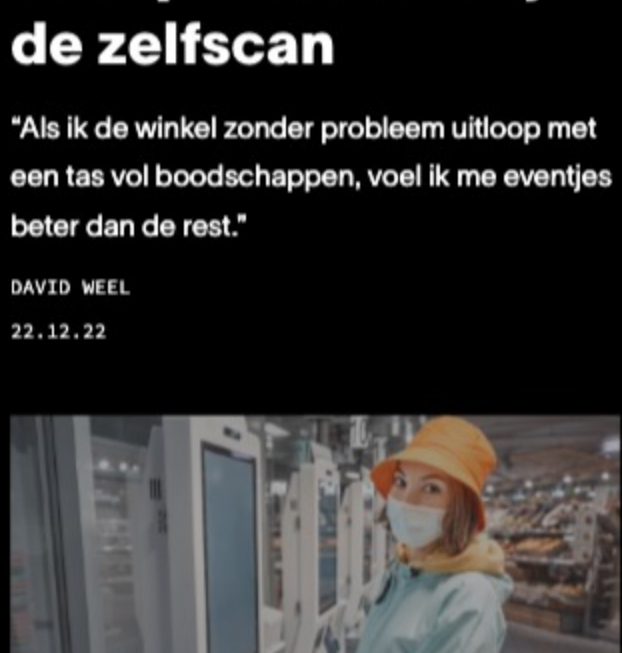 de zelfscan
“Als ik de winkel zonder probleem uitloop met
een tas vol boodschappen, voel ik me eventjes
beter dan de rest.”
DAVID WEEL
22.12.22